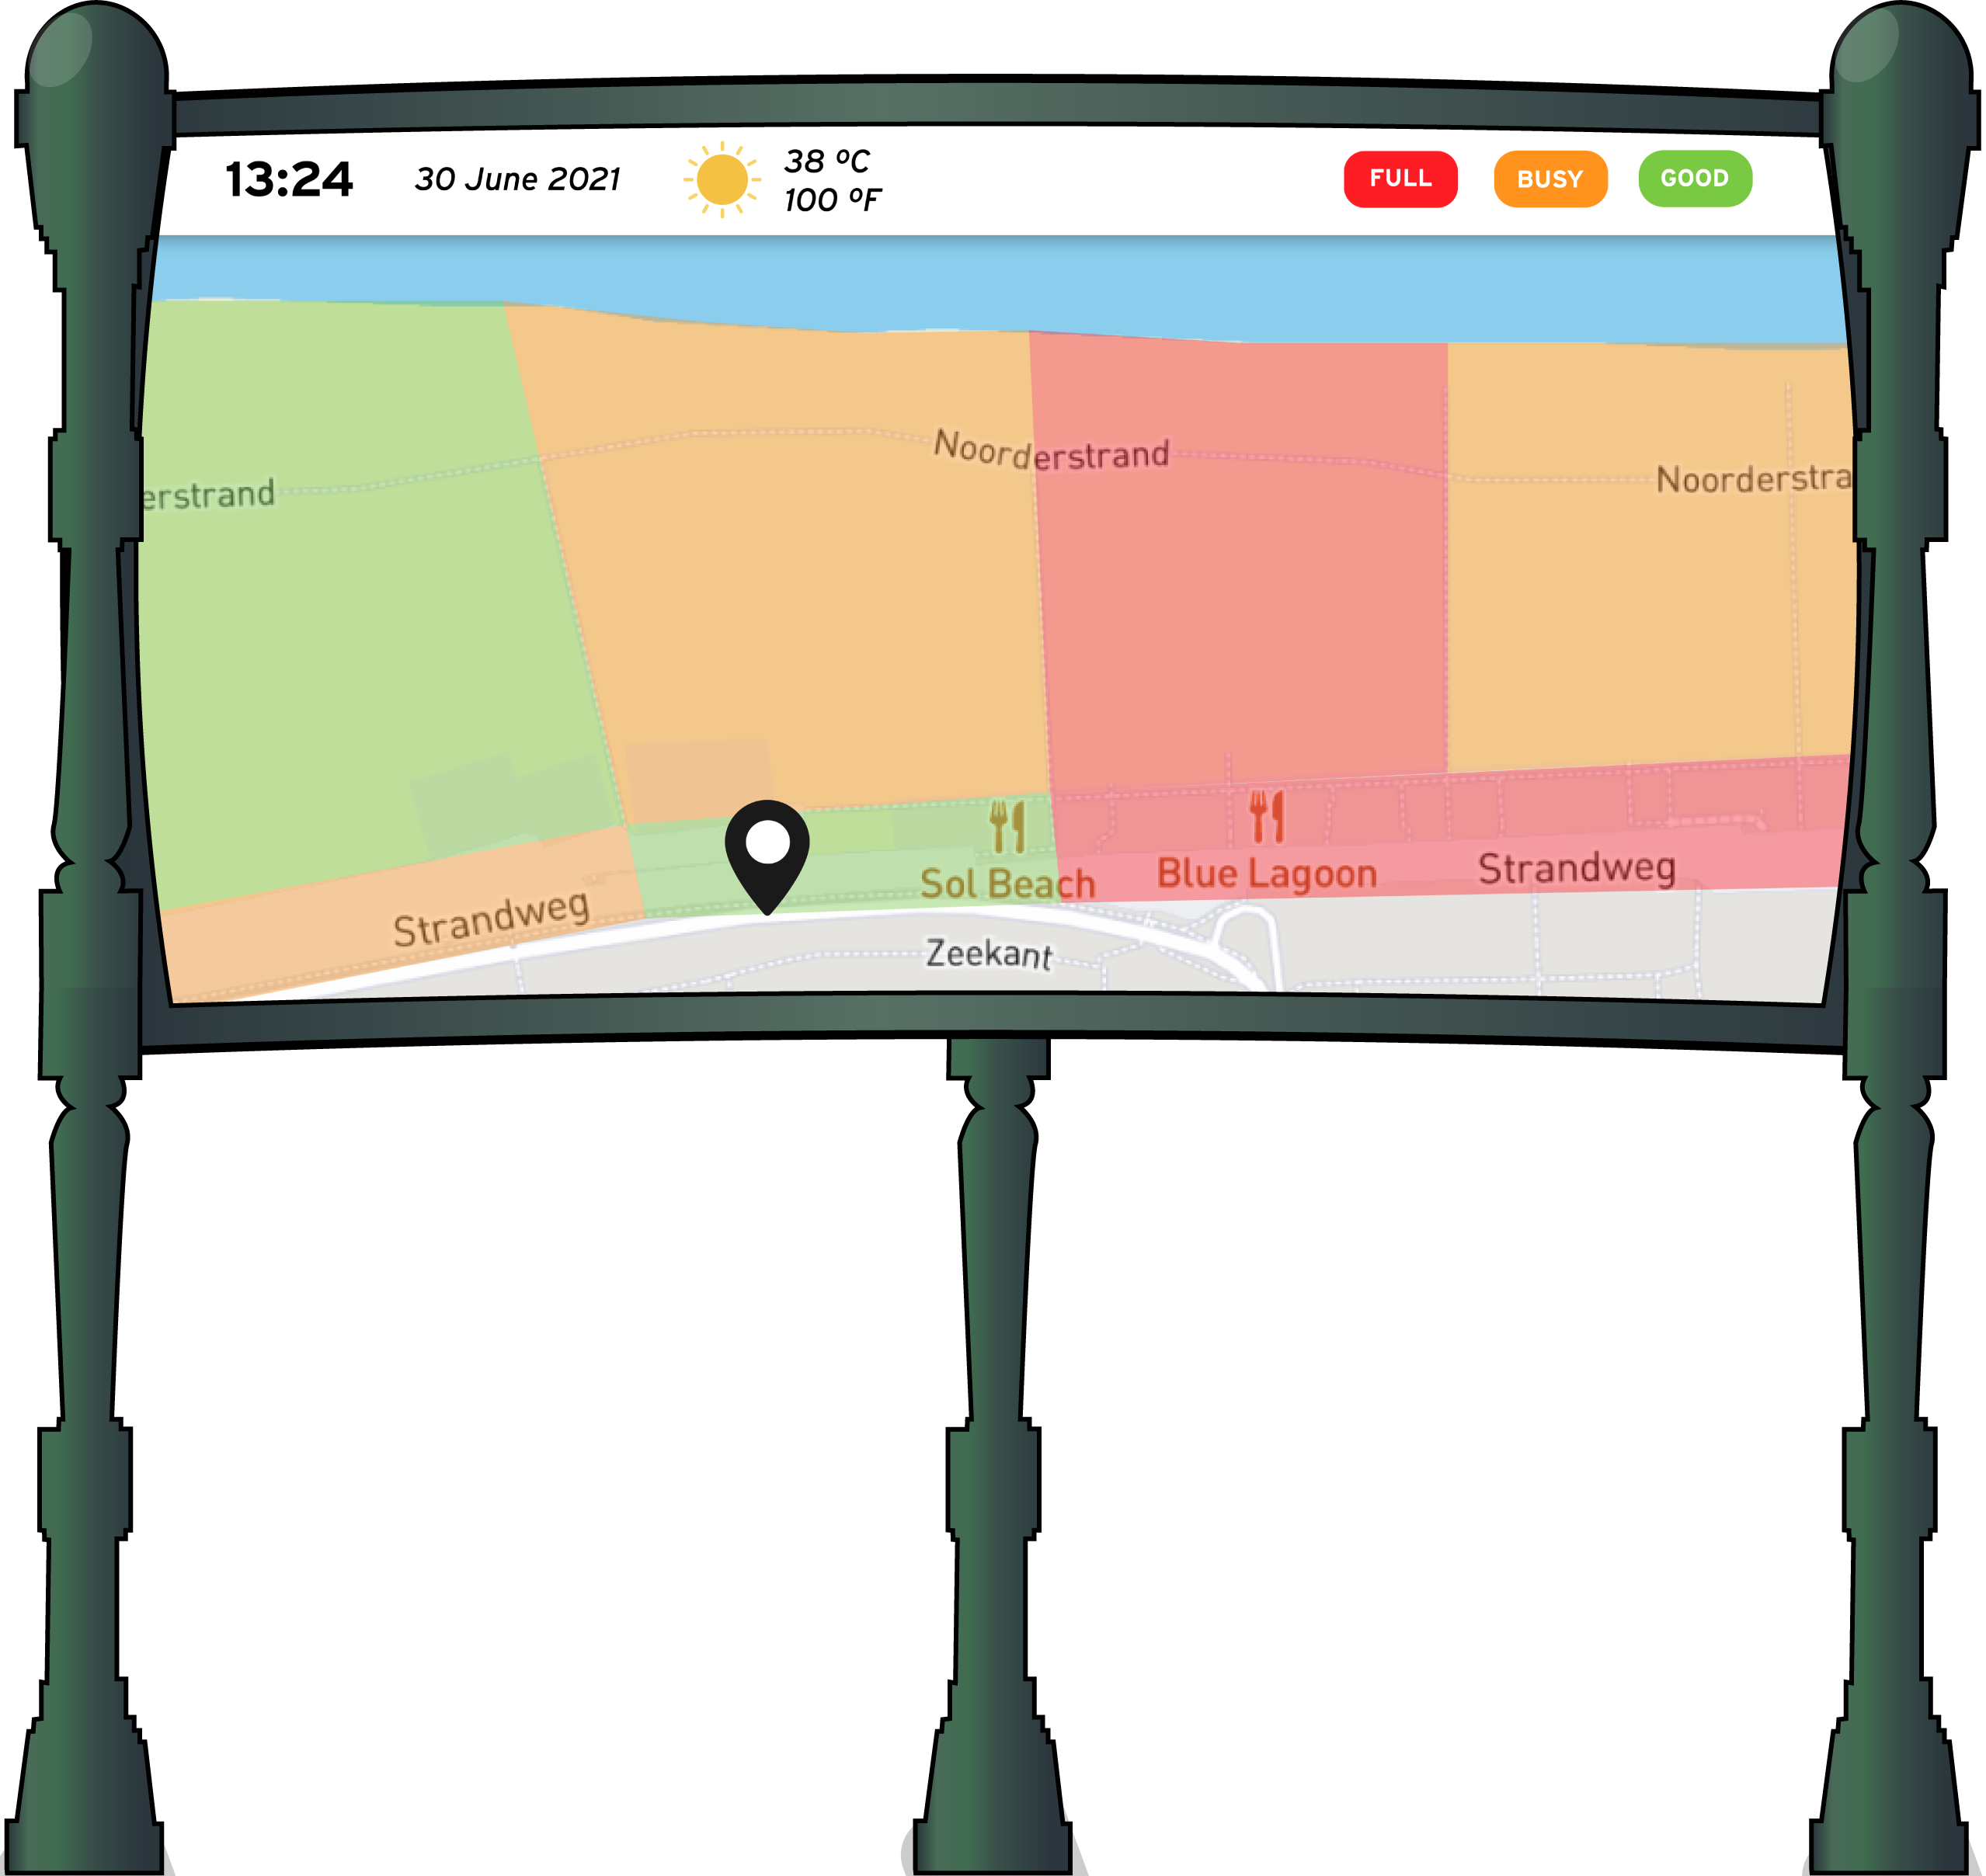 13:24
30 June 2021
38 ºC
100 ºF
FULL
BUSY
GOOD
Noorderstrand
Noorderstra
erstrand
Sol Beach
Blue Lagoon
Strandweg
Strandweg
Zeekant